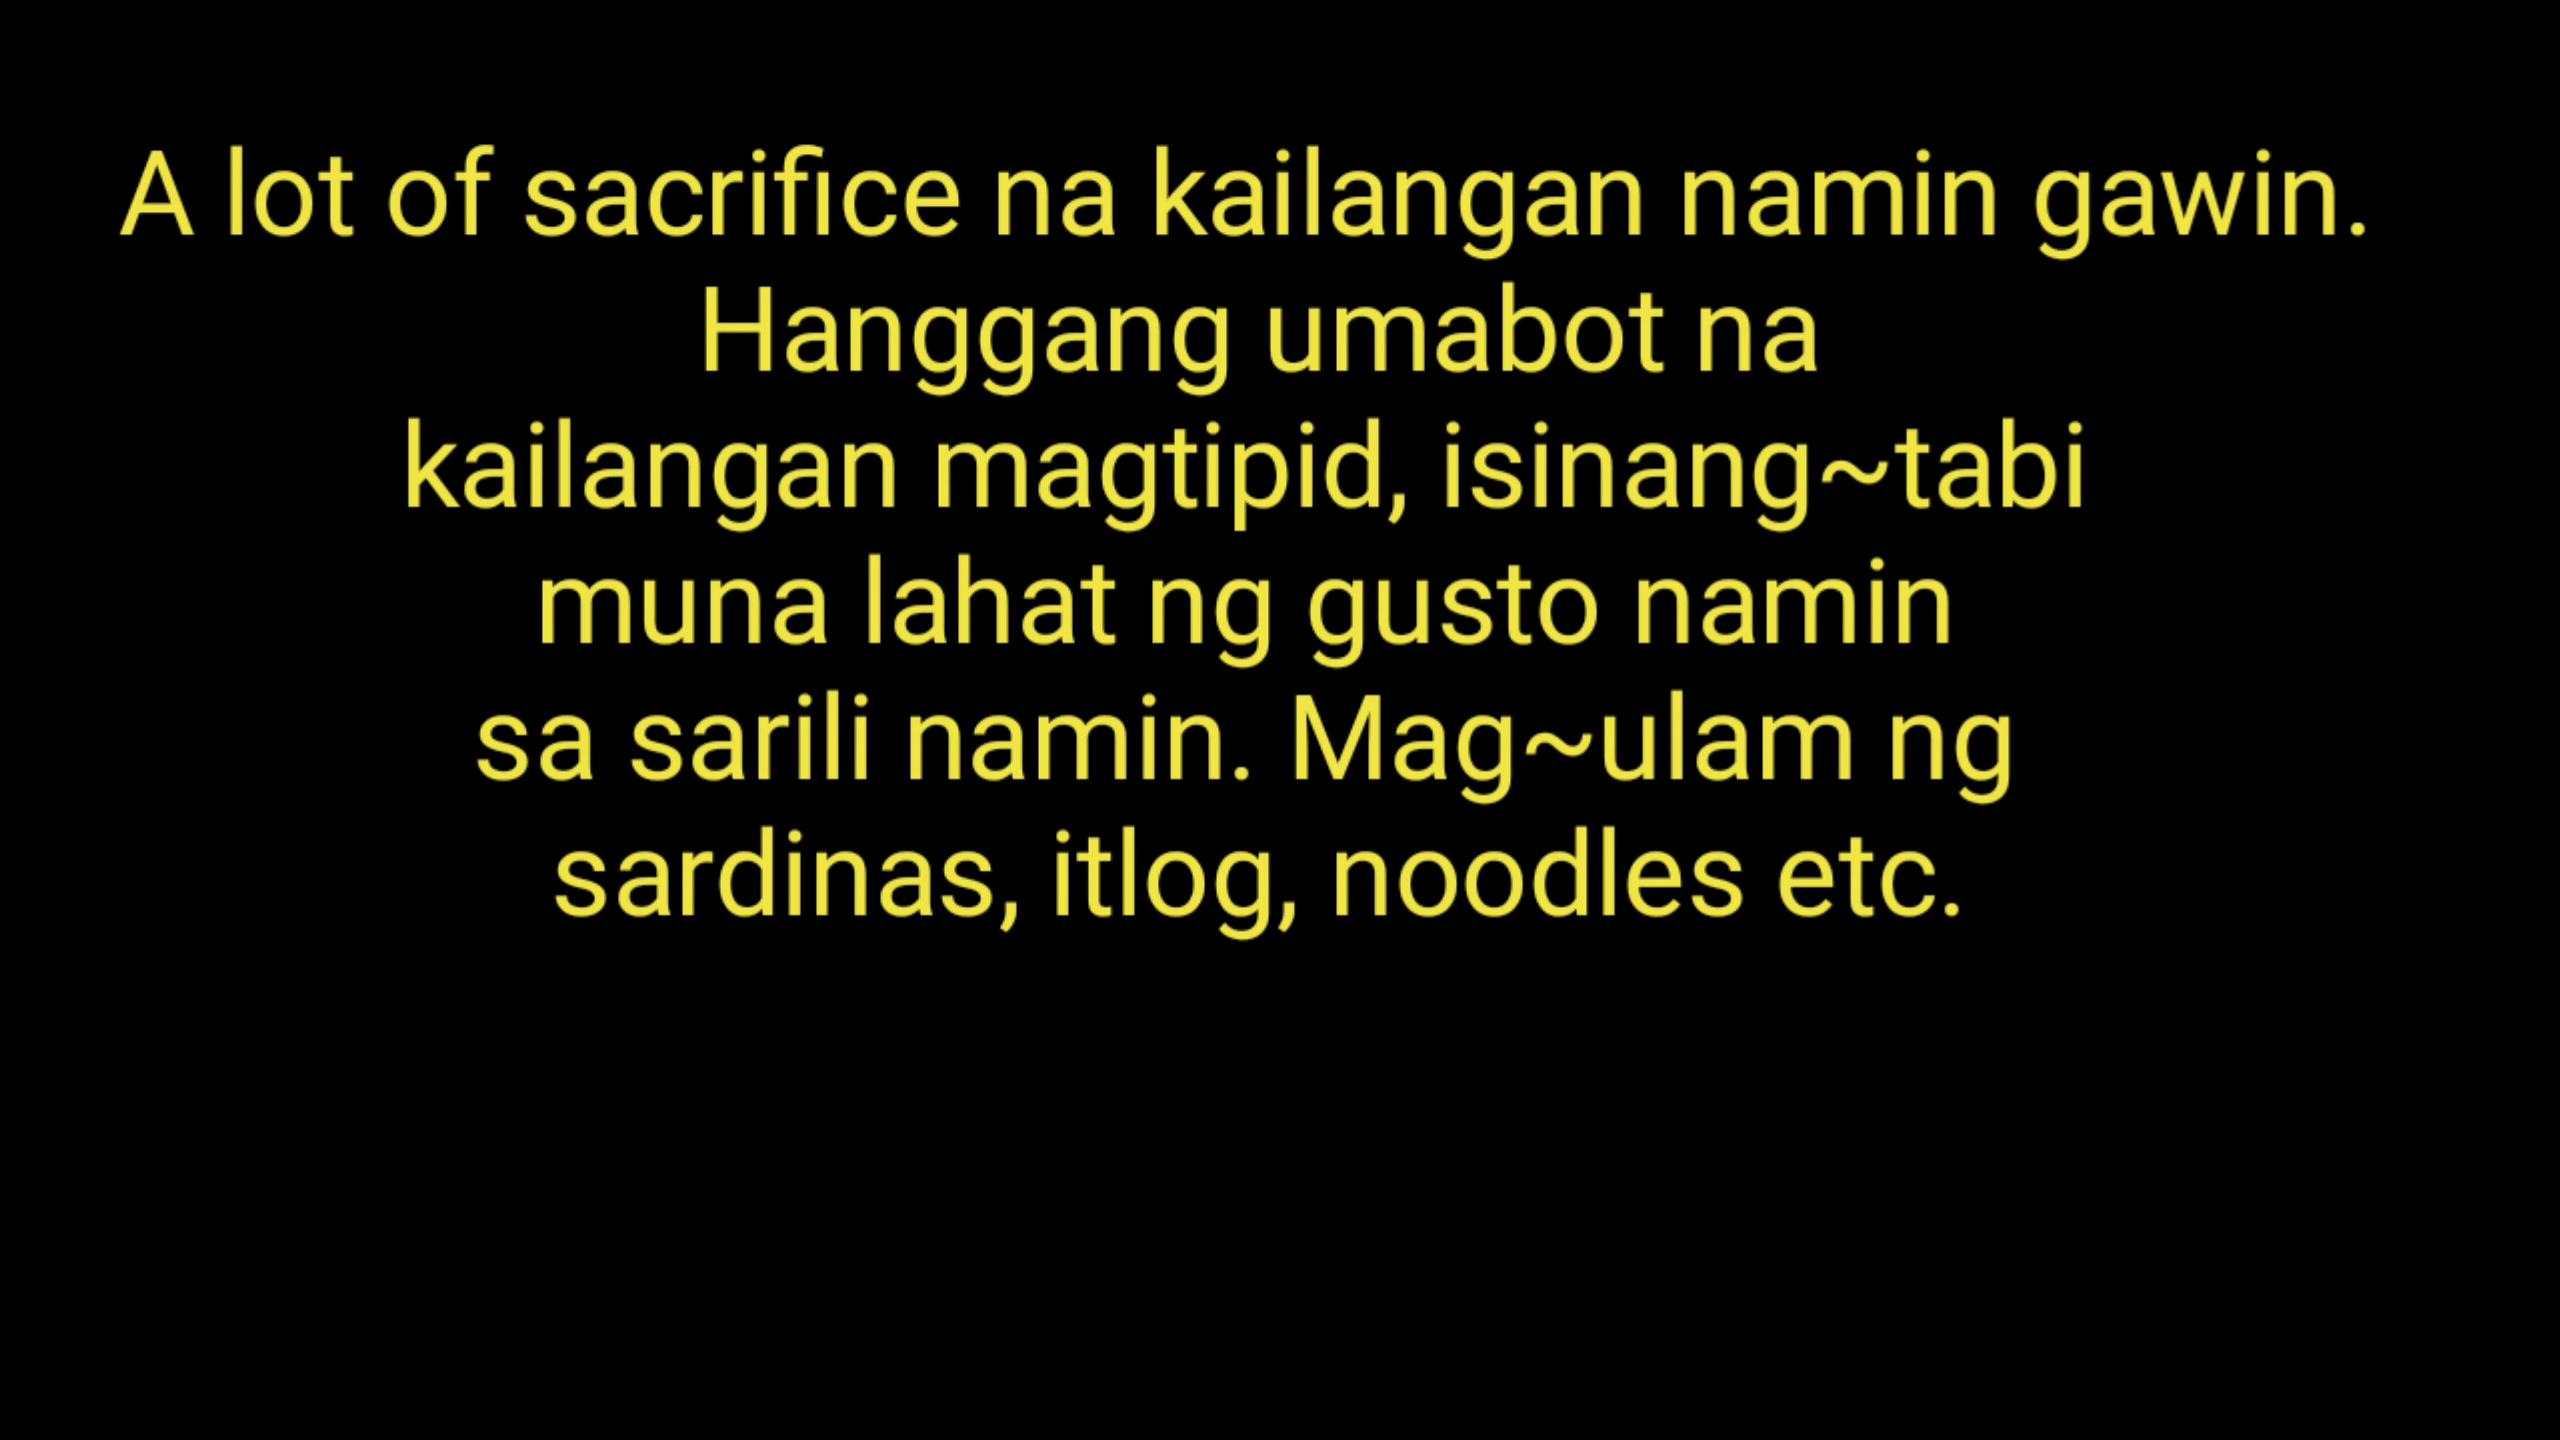 A lot of sacrifice na kailangan namin gawin.
Hanggang umabot na
kailangan magtipid, isinang~tabi
muna lahat ng gusto namin
sa sarili namin. Mag~ulam ng
sardinas, itlog, noodles etc.